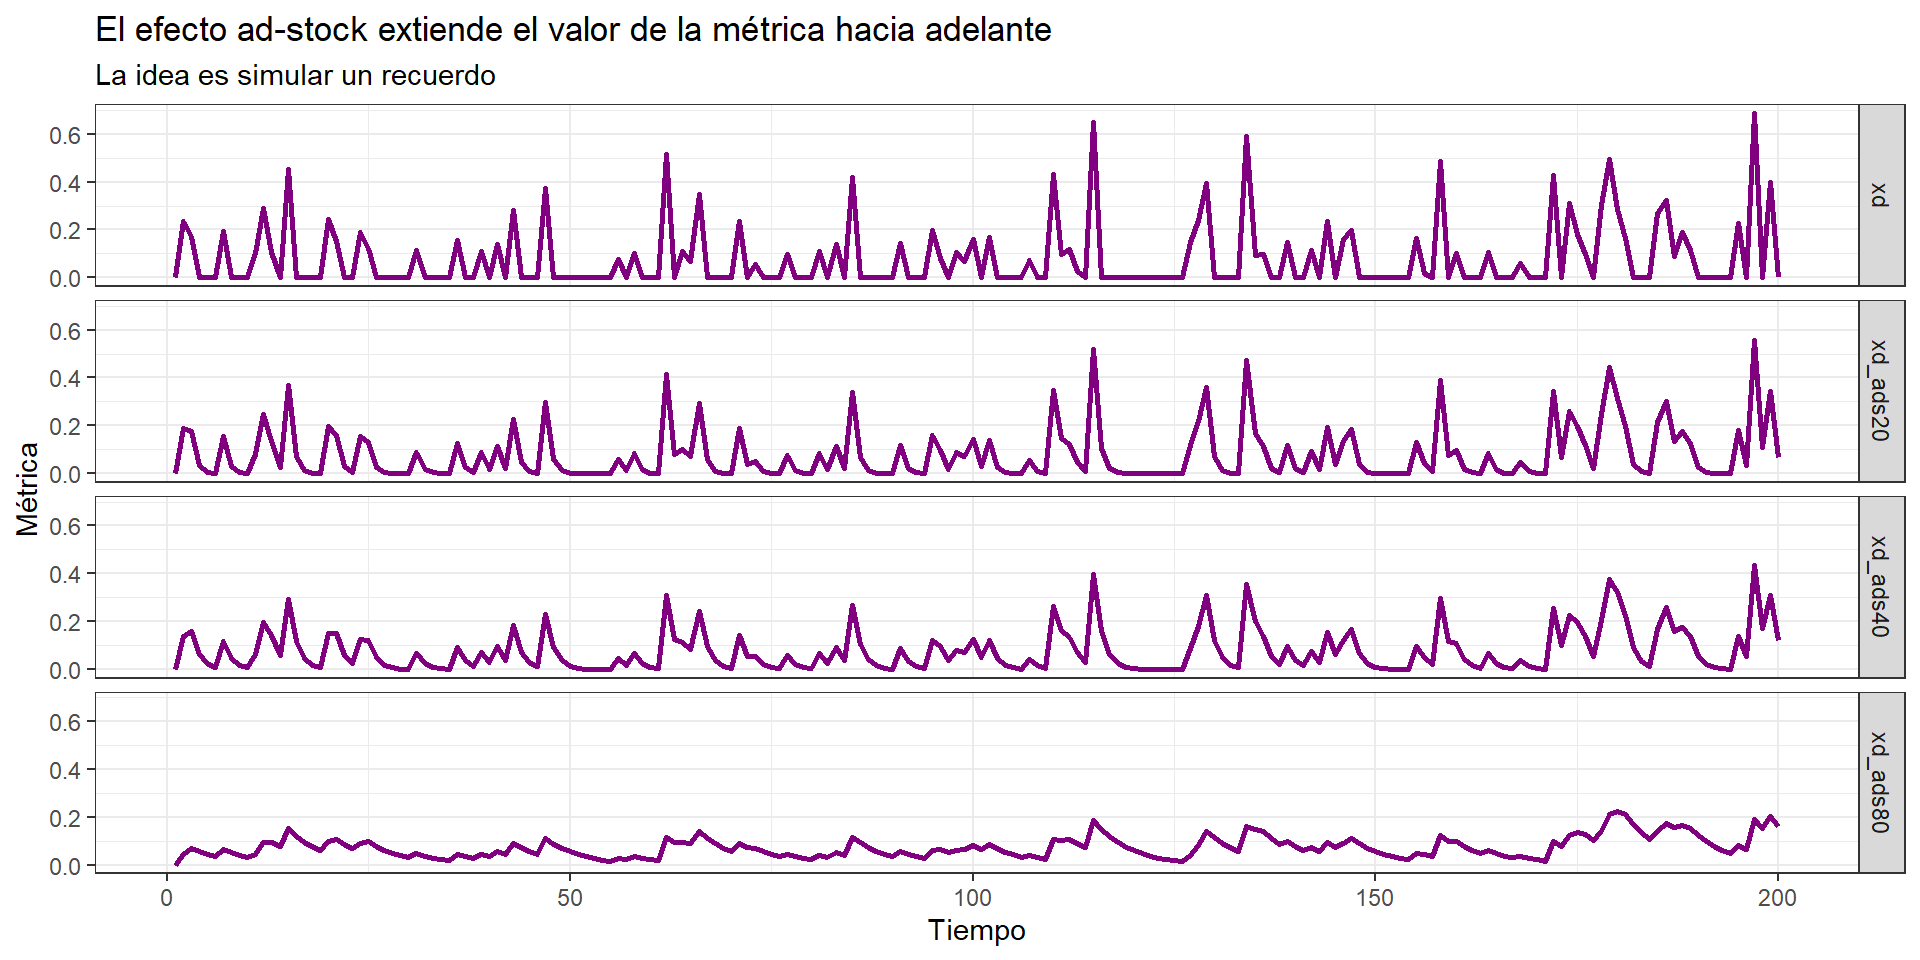 El efecto ad-stock extiende el valor de la métrica hacia adelante
La idea es simular un recuerdo
0.6
0.4
0.2
0.0
xd
0.6
0.4
0.2
0.0
xd_ads20
0.6
0.4
0.2
0.0
xd_ads40
0.6
0.4
0.2
0.0
xd_ads80
Métrica
0
50
100
150
200
Tiempo